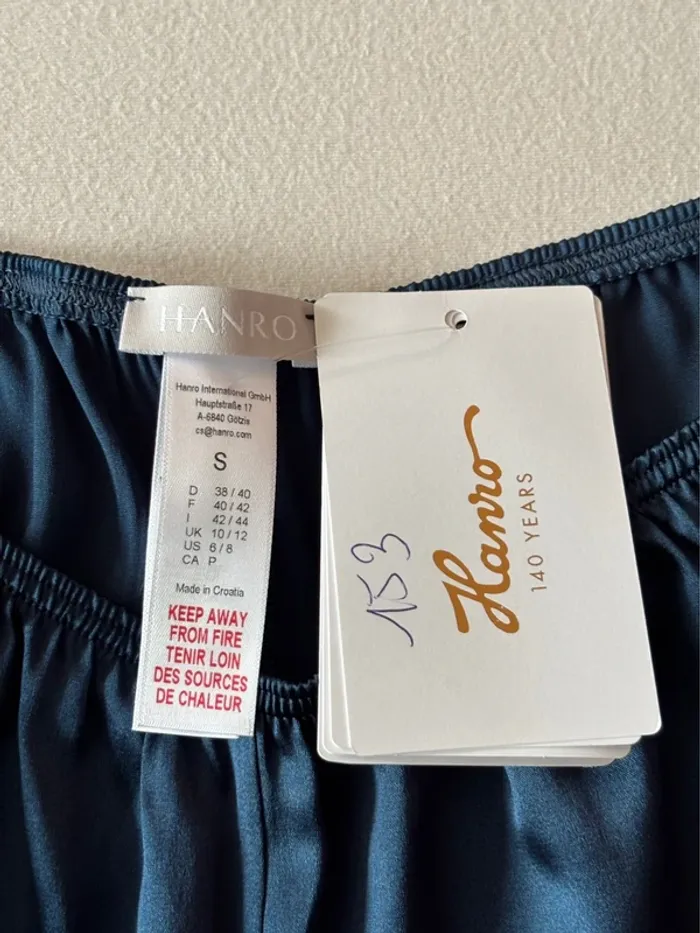 HANRO
Hanro International GmbH
Hauptstraße 17
A-6840 Götzis
cs@hanro.com
S
D 38 / 40
F 40 / 42
I 42 / 44
UK 10 / 12
US 6 / 8
CA P
Made in Croatia
KEEP AWAY
FROM FIRE
TENIR LOIN
DES SOURCES
DE CHALEUR
153
Hanro
140 YEARS